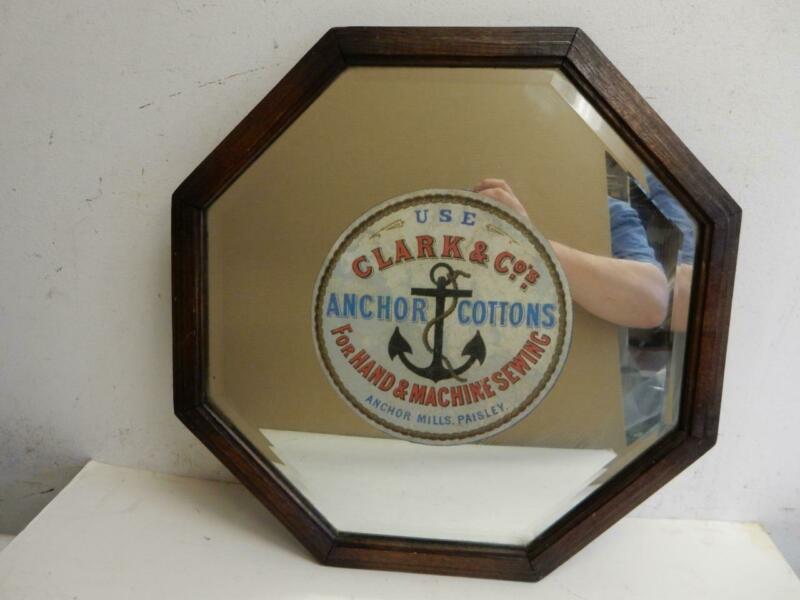 USE
CLARK & Co's
ANCHOR COTTONS
FOR HAND & MACHINE SEWING
ANCHOR MILLS. PAISLEY.